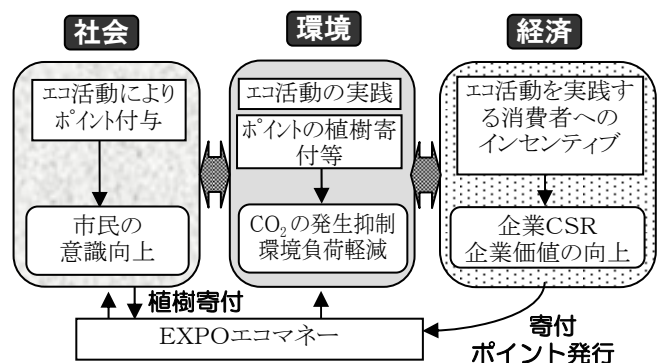 社会
環境
経済
エコ活動により
ポイント付与
市民の
意識向上
エコ活動の実践
ポイントの植樹寄
付等
CO₂の発生抑制
環境負荷軽減
エコ活動を実践す
る消費者への
インセンティブ
企業CSR
企業価値の向上
植樹寄付
EXPOエコマネー
寄付
ポイント発行